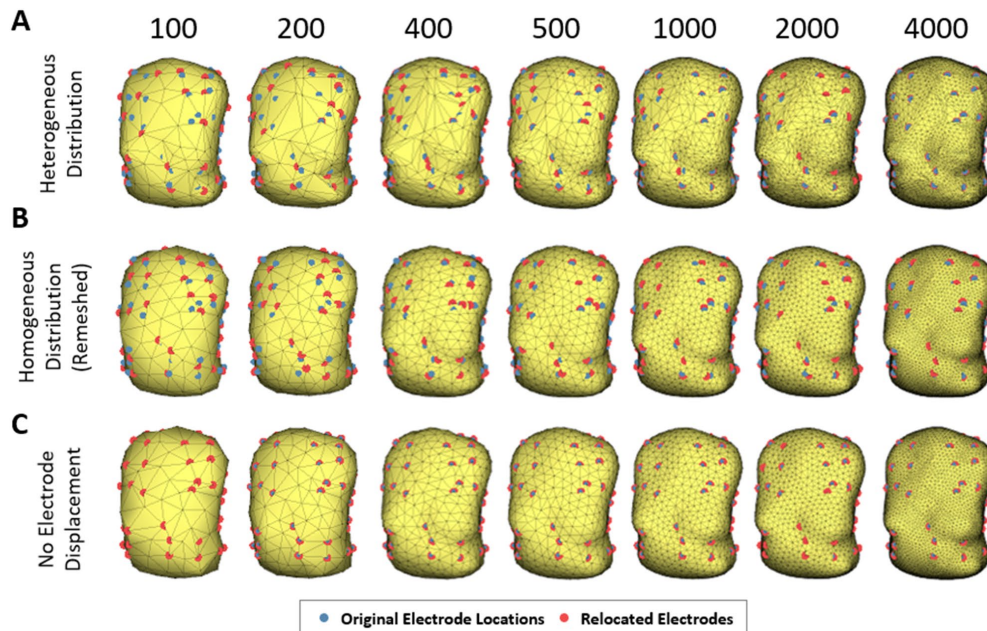 A
100 200 400 500 1000 2000 4000
Heterogeneous
Distribution
B
Homogeneous
Distribution
(Remeshed)
C
No Electrode
Displacement
Original Electrode Locations
Relocated Electrodes